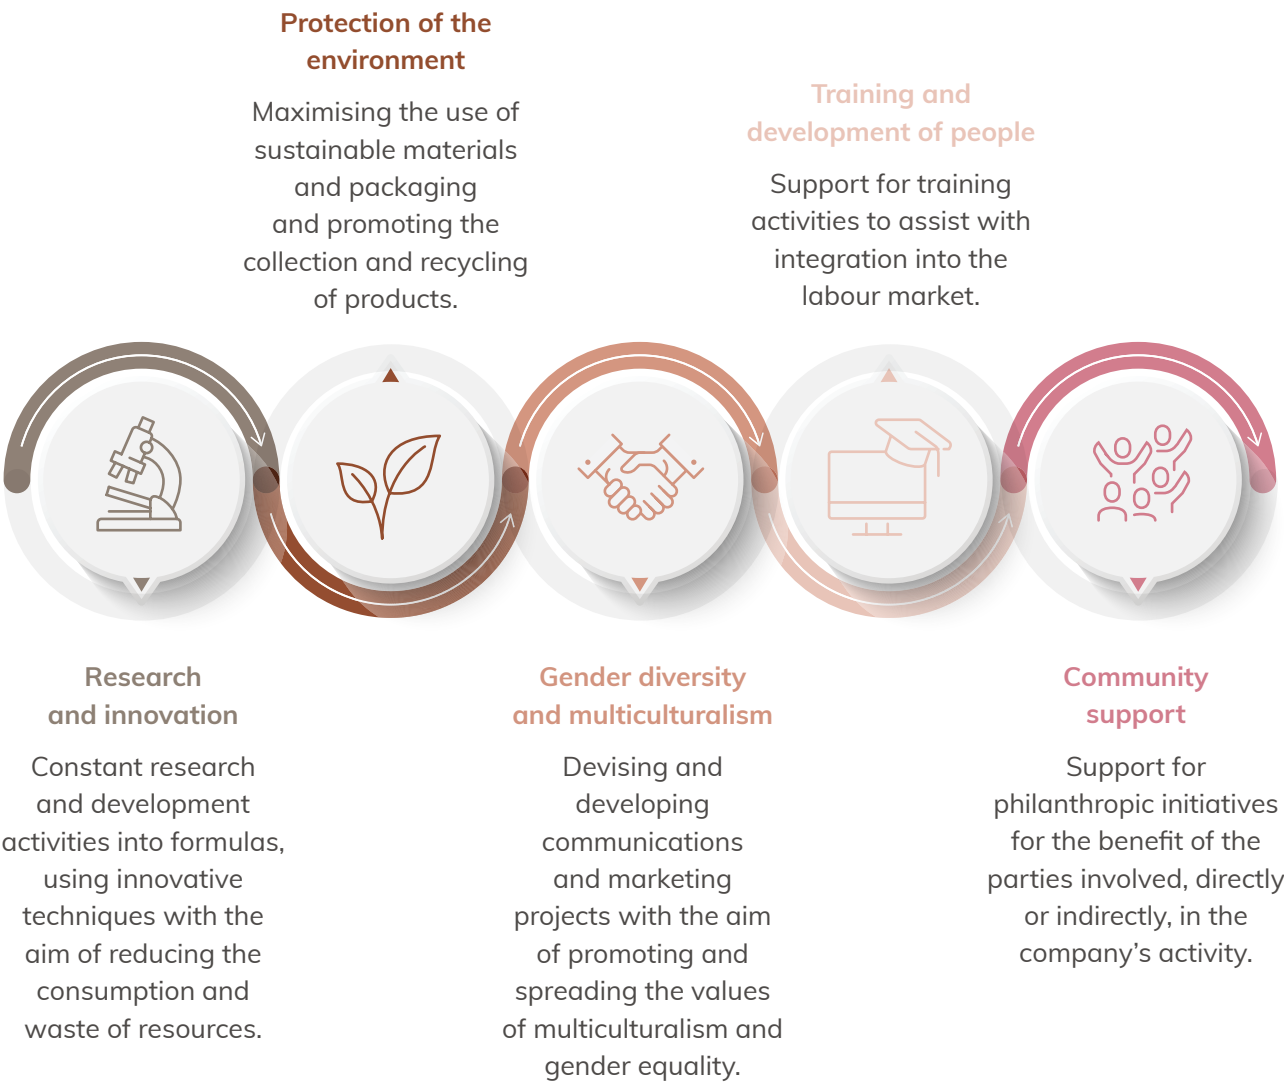 Protection of the
environment
Maximising the use of
sustainable materials
and packaging
and promoting the
collection and recycling
of products.
Training and
development of people
Support for training
activities to assist with
integration into the
labour market.
Research
and innovation
Constant research
and development
activities into formulas,
using innovative
techniques with the
aim of reducing the
consumption and
waste of resources.
Gender diversity
and multiculturalism
Devising and
developing
communications
and marketing
projects with the aim
of promoting and
spreading the values
of multiculturalism and
gender equality.
Community
support
Support for
philanthropic initiatives
for the benefit of the
parties involved, directly
or indirectly, in the
company’s activity.